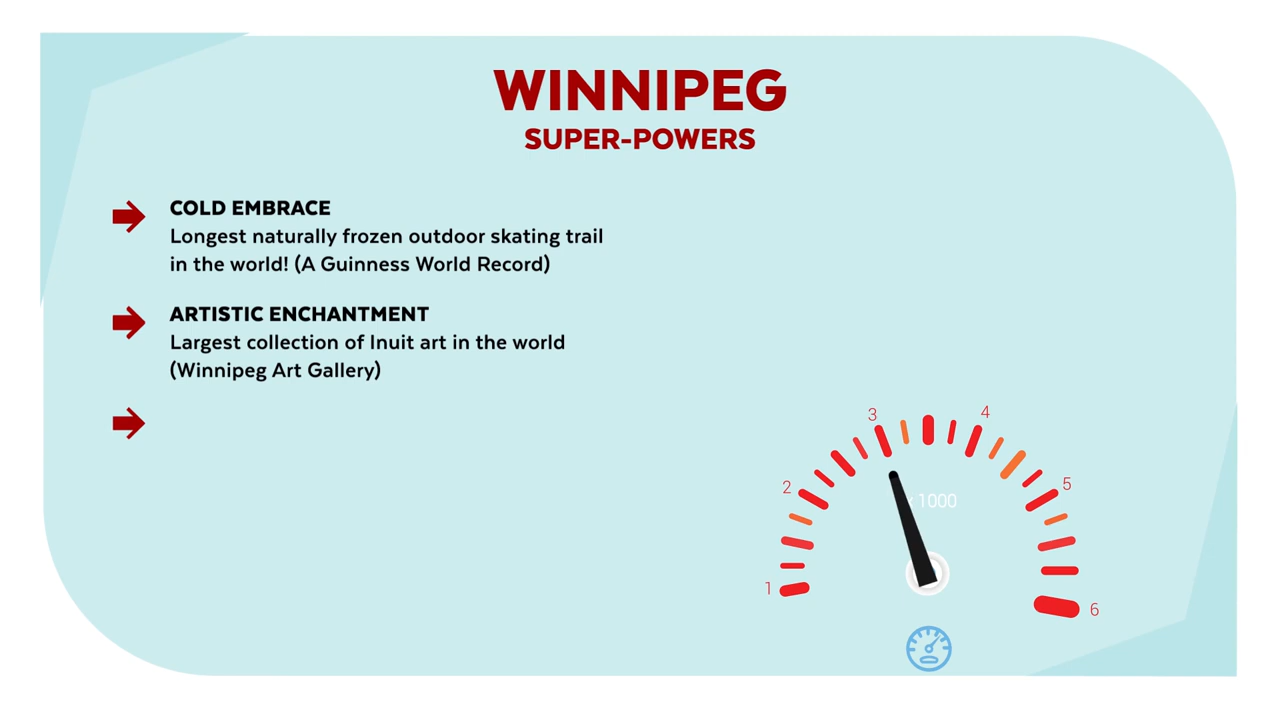 WINNIPEG
SUPER-POWERS
COLD EMBRACE
Longest naturally frozen outdoor skating trail
in the world! (A Guinness World Record)
ARTISTIC ENCHANTMENT
Largest collection of Inuit art in the world
(Winnipeg Art Gallery)
3
4
2
5
1000
1
6